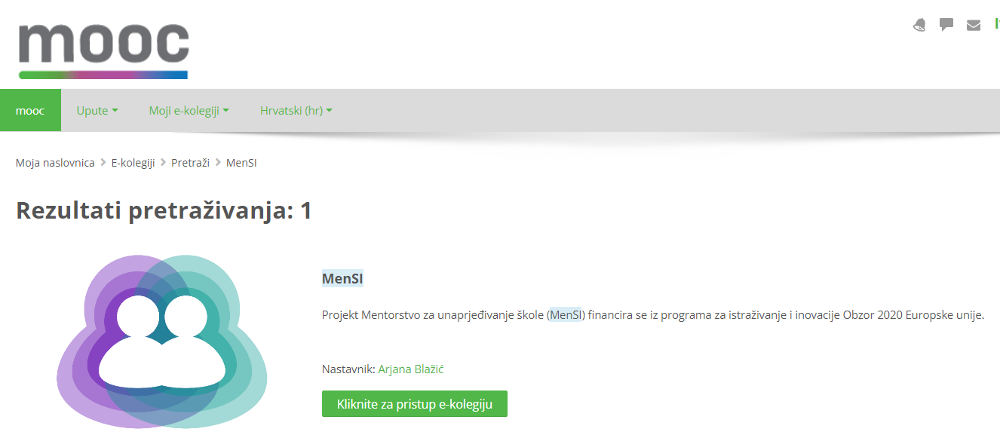 mooc
mooc Upute Moji e-kolegiji Hrvatski (hr)
Moja naslovnica E-kolegiji Pretraži MenSI
Rezultati pretraživanja: 1
MenSI
Projekt Mentorstvo za unaprjeđivanje škole (MenSI) financira se iz programa za istraživanje i inovacije Obzor 2020 Europske unije.
Nastavnik: Arjana Blažić
Kliknite za pristup e-kolegiju